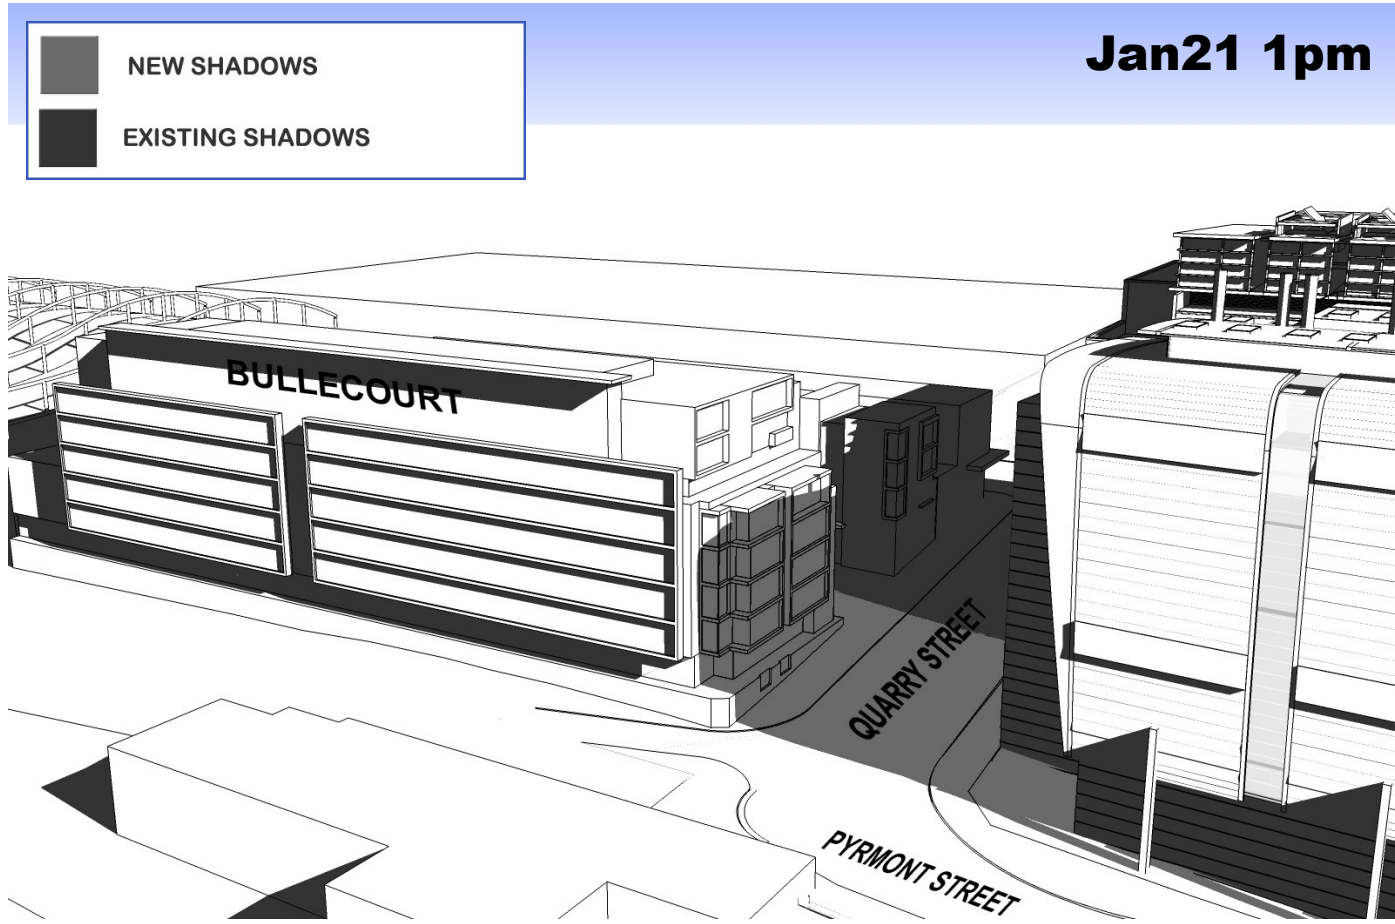 Jan21 1pm
NEW SHADOWS
EXISTING SHADOWS
BULLECOURT
QUARRY STREET
PYRMONT STREET